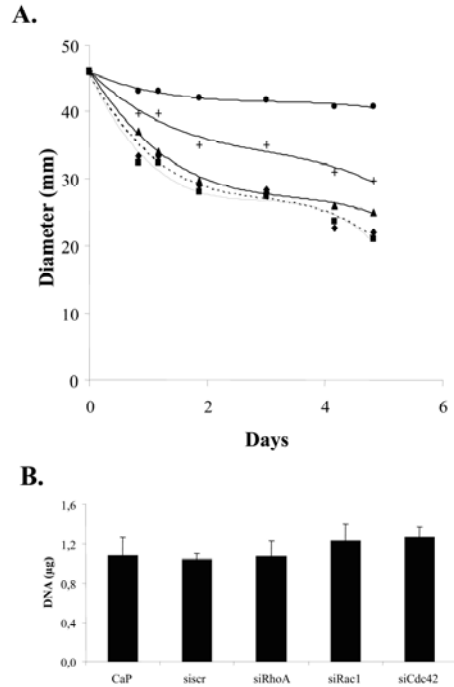 A.
50
40
30
20
10
0
Diameter (mm)
0 2 4 6
Days
B.
1,6
1,2
0,8
0,4
0,0
DNA (µg)
CaP siscr siRhoA siRac1 siCdc42